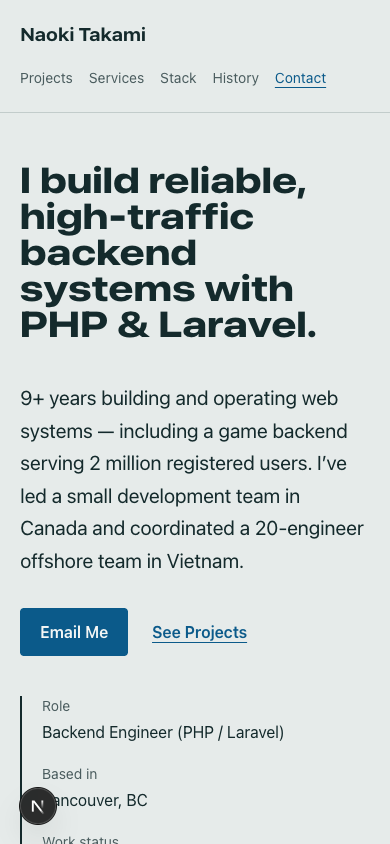 Naoki Takami
Projects Services Stack History Contact
I build reliable,
high-traffic
backend
systems with
PHP & Laravel.
9+ years building and operating web
systems — including a game backend
serving 2 million registered users. I’ve
led a small development team in
Canada and coordinated a 20-engineer
offshore team in Vietnam.
Email Me See Projects
Role
Backend Engineer (PHP / Laravel)
Based in
N ancouver, BC
Work status